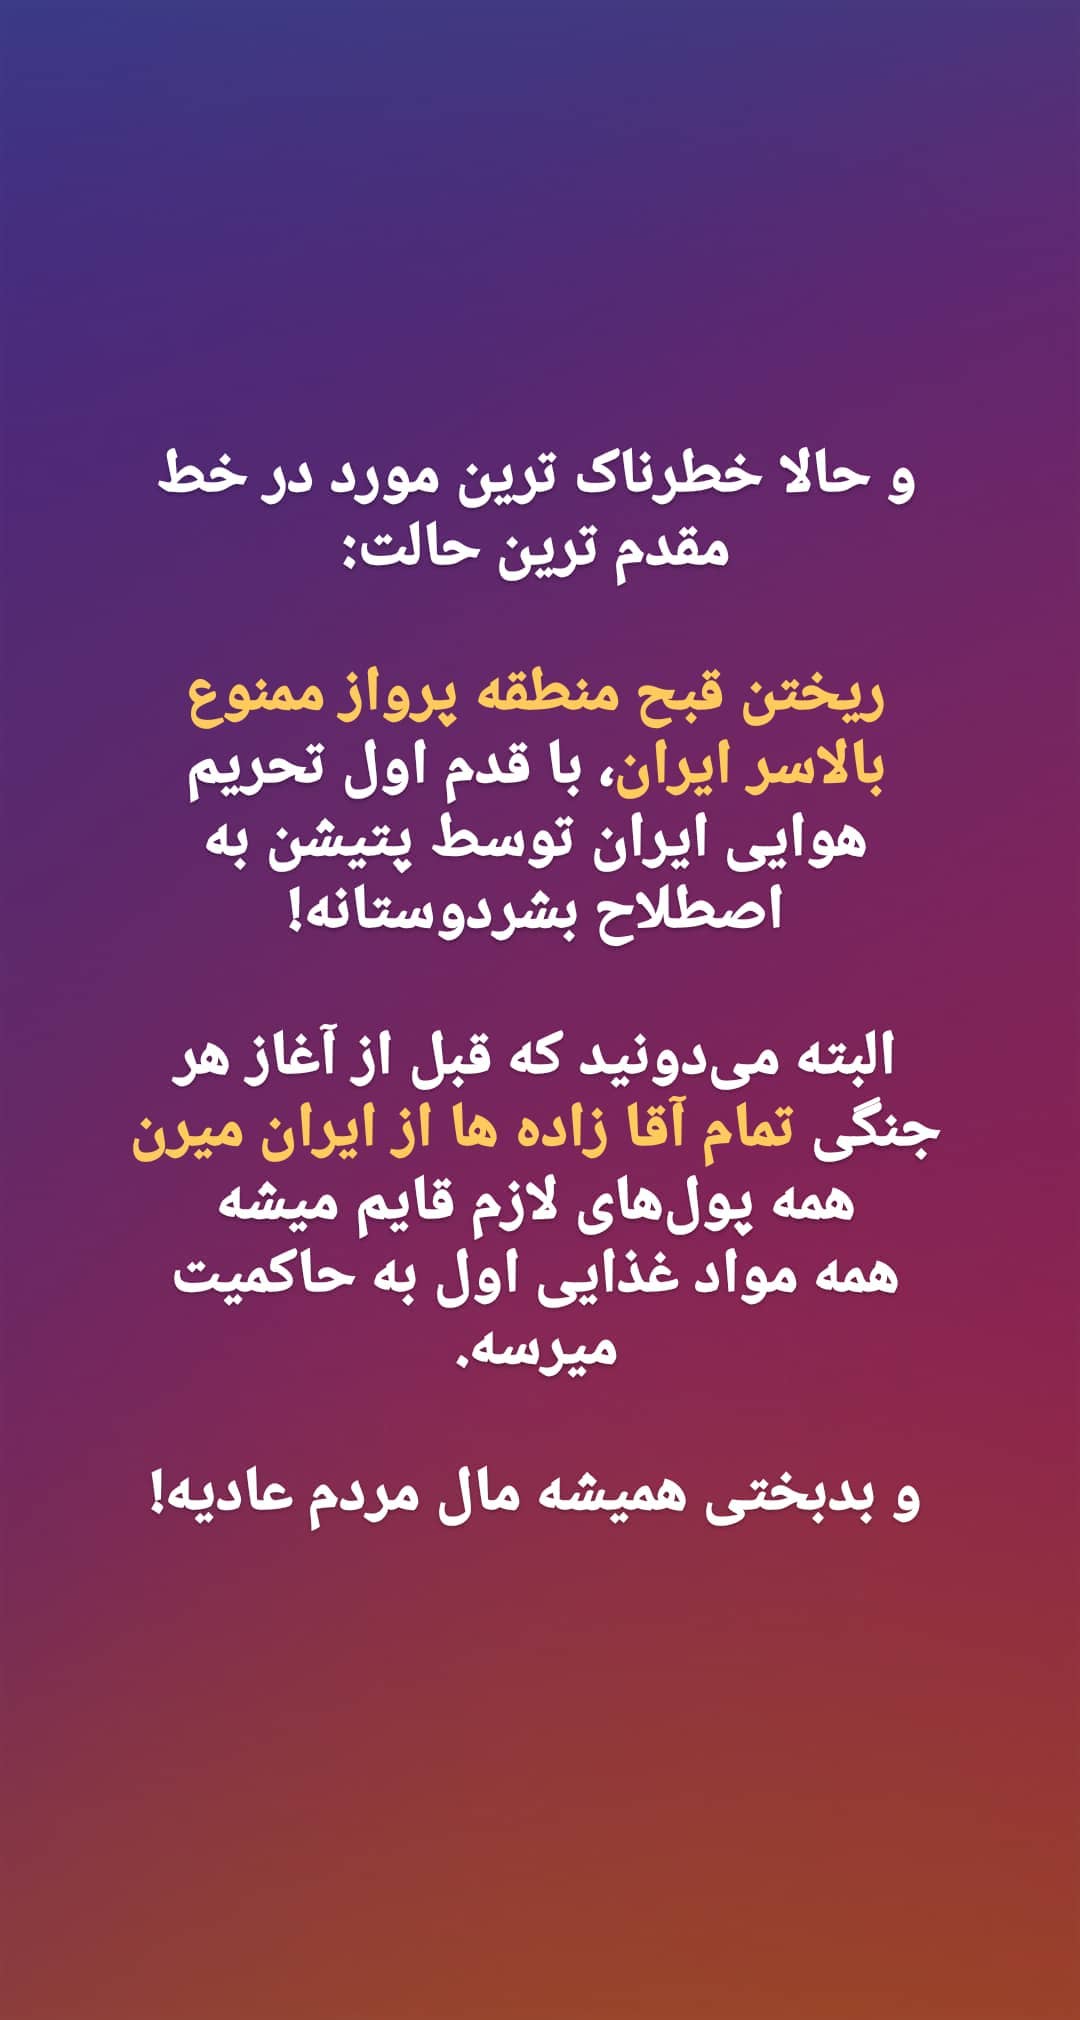 و حالا خطرناک ترین مورد در خط
مقدم ترین حالت:
ریختن قبح منطقه پرواز ممنوع
بالاسر ایران، با قدم اول تحریم
هوایی ایران توسط پتیشن به
اصطلاح بشردوستانه!
البته می‌دونید که قبل از آغاز هر
جنگی تمام آقا زاده ها از ایران میرن
همه پول‌های لازم قایم میشه
همه مواد غذایی اول به حاکمیت
میرسه.
و بدبختی همیشه مال مردم عادیه!